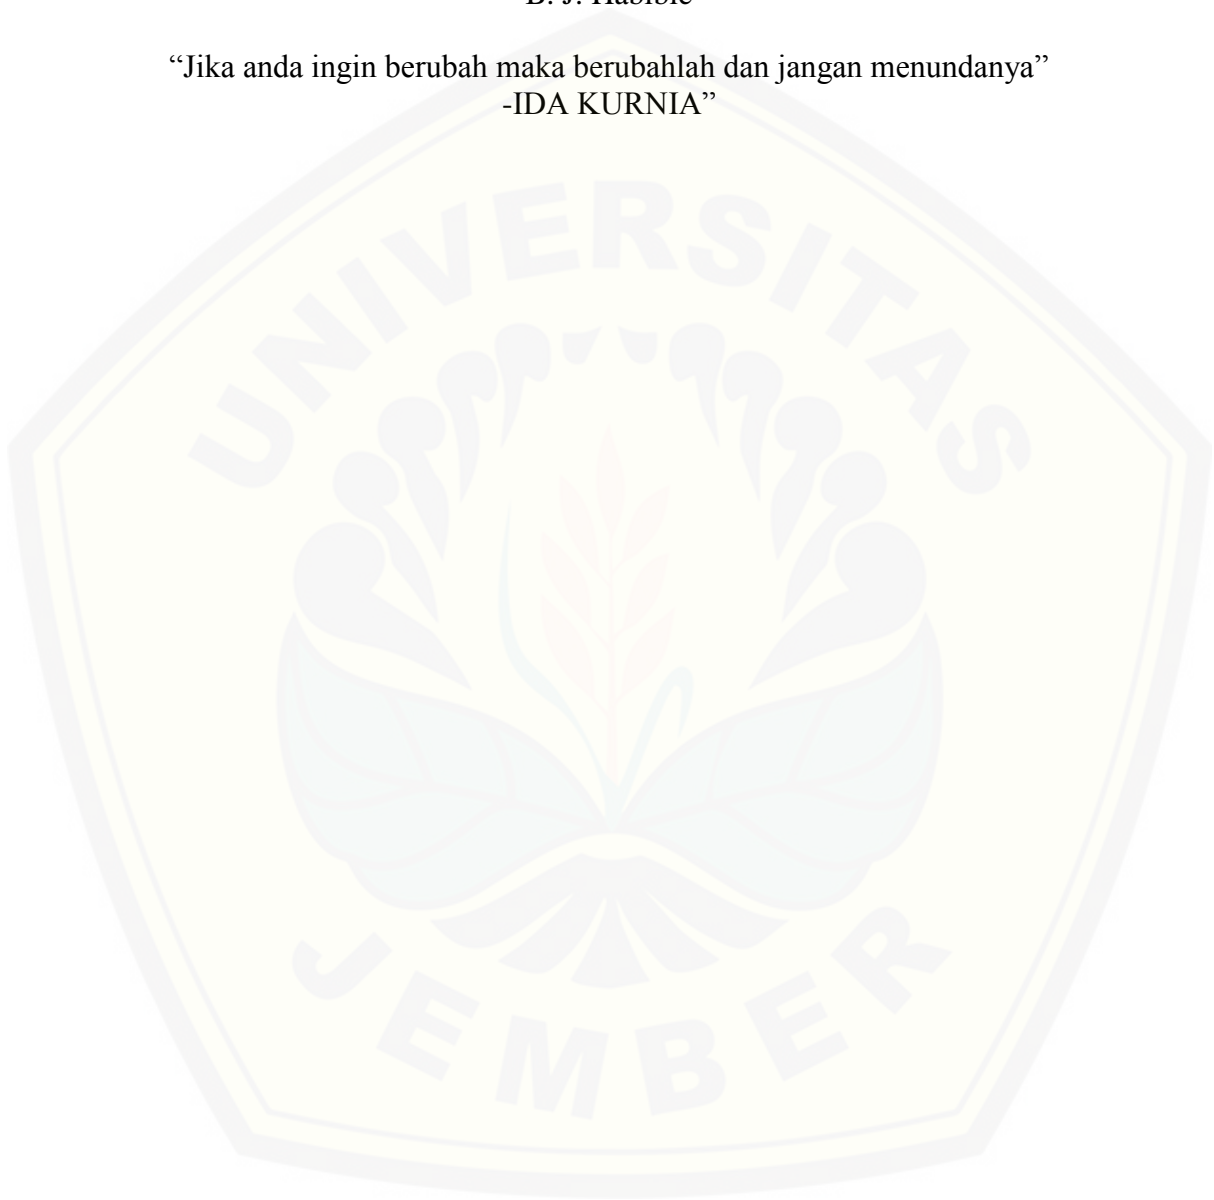 B. J. Habibie
“Jika anda ingin berubah maka berubahlah dan jangan menundanya”
-IDA KURNIA”
UNIVERSITAS
JEMBER